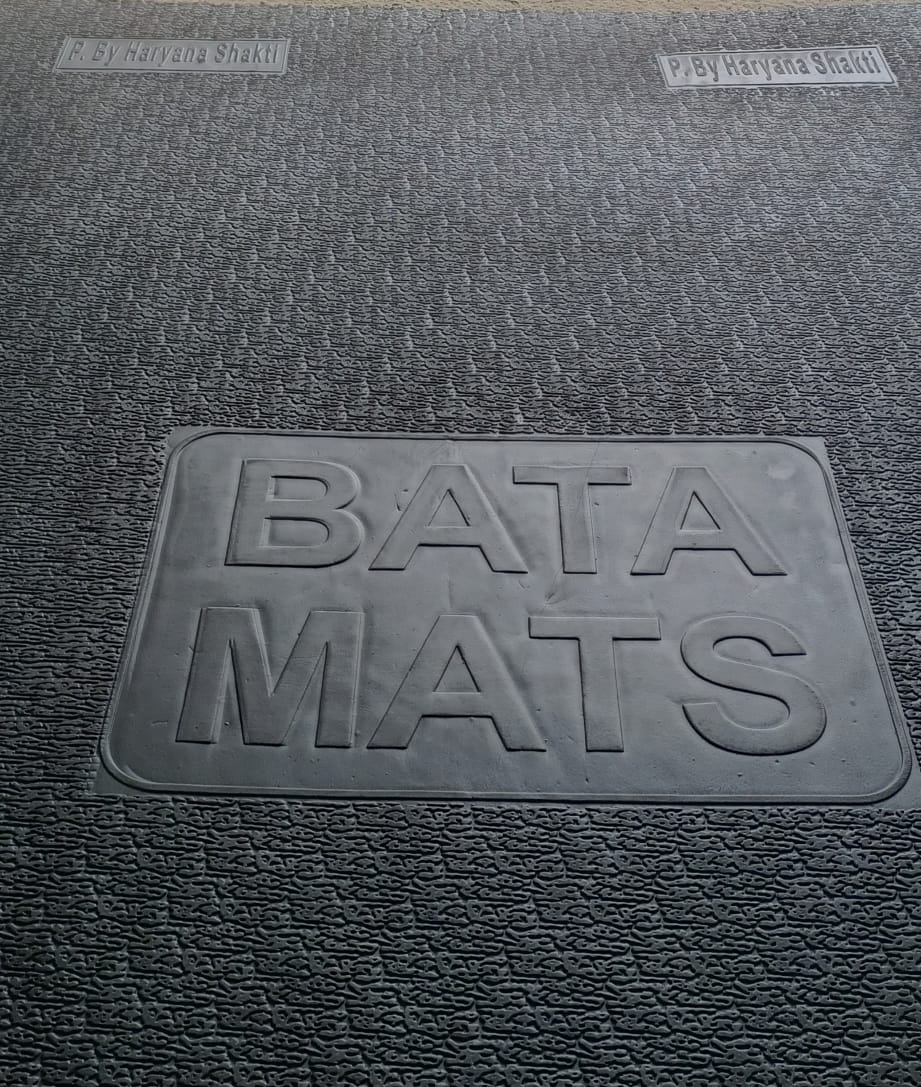 P. By Haryana Shakti
P. By Haryana Shakti
BATA
MATS